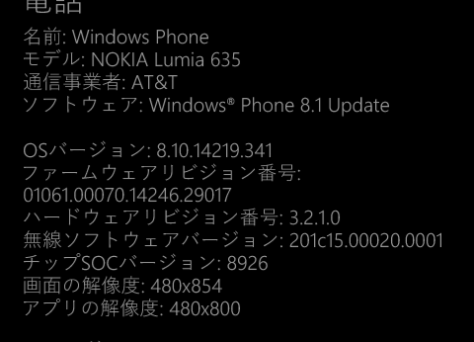 電話
名前: Windows Phone
モデル: NOKIA Lumia 635
通信事業者: AT&T
ソフトウェア: Windows® Phone 8.1 Update
OSバージョン: 8.10.14219.341
ファームウェアリビジョン番号:
01061.00070.14246.29017
ハードウェアリビジョン番号: 3.2.1.0
無線ソフトウェアバージョン: 201c15.00020.0001
チップSOCバージョン: 8926
画面の解像度: 480x854
アプリの解像度: 480x800